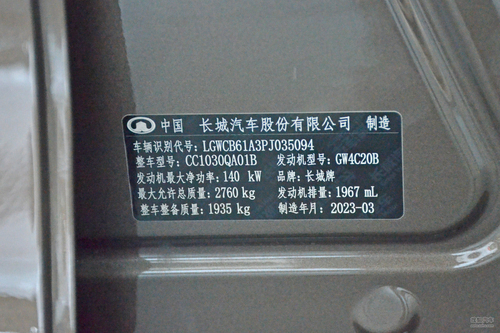 中国 长城汽车股份有限公司 制造
车辆识别代号: LGWCB61A3PJ035094
整车型号: CC1030QA01B 发动机型号: GW4C20B
发动机最大净功率: 140 kW 品牌: 长城牌
最大允许总质量: 2760 kg 发动机排量: 1967 mL
整车整备质量: 1935 kg 制造年月: 2023-03